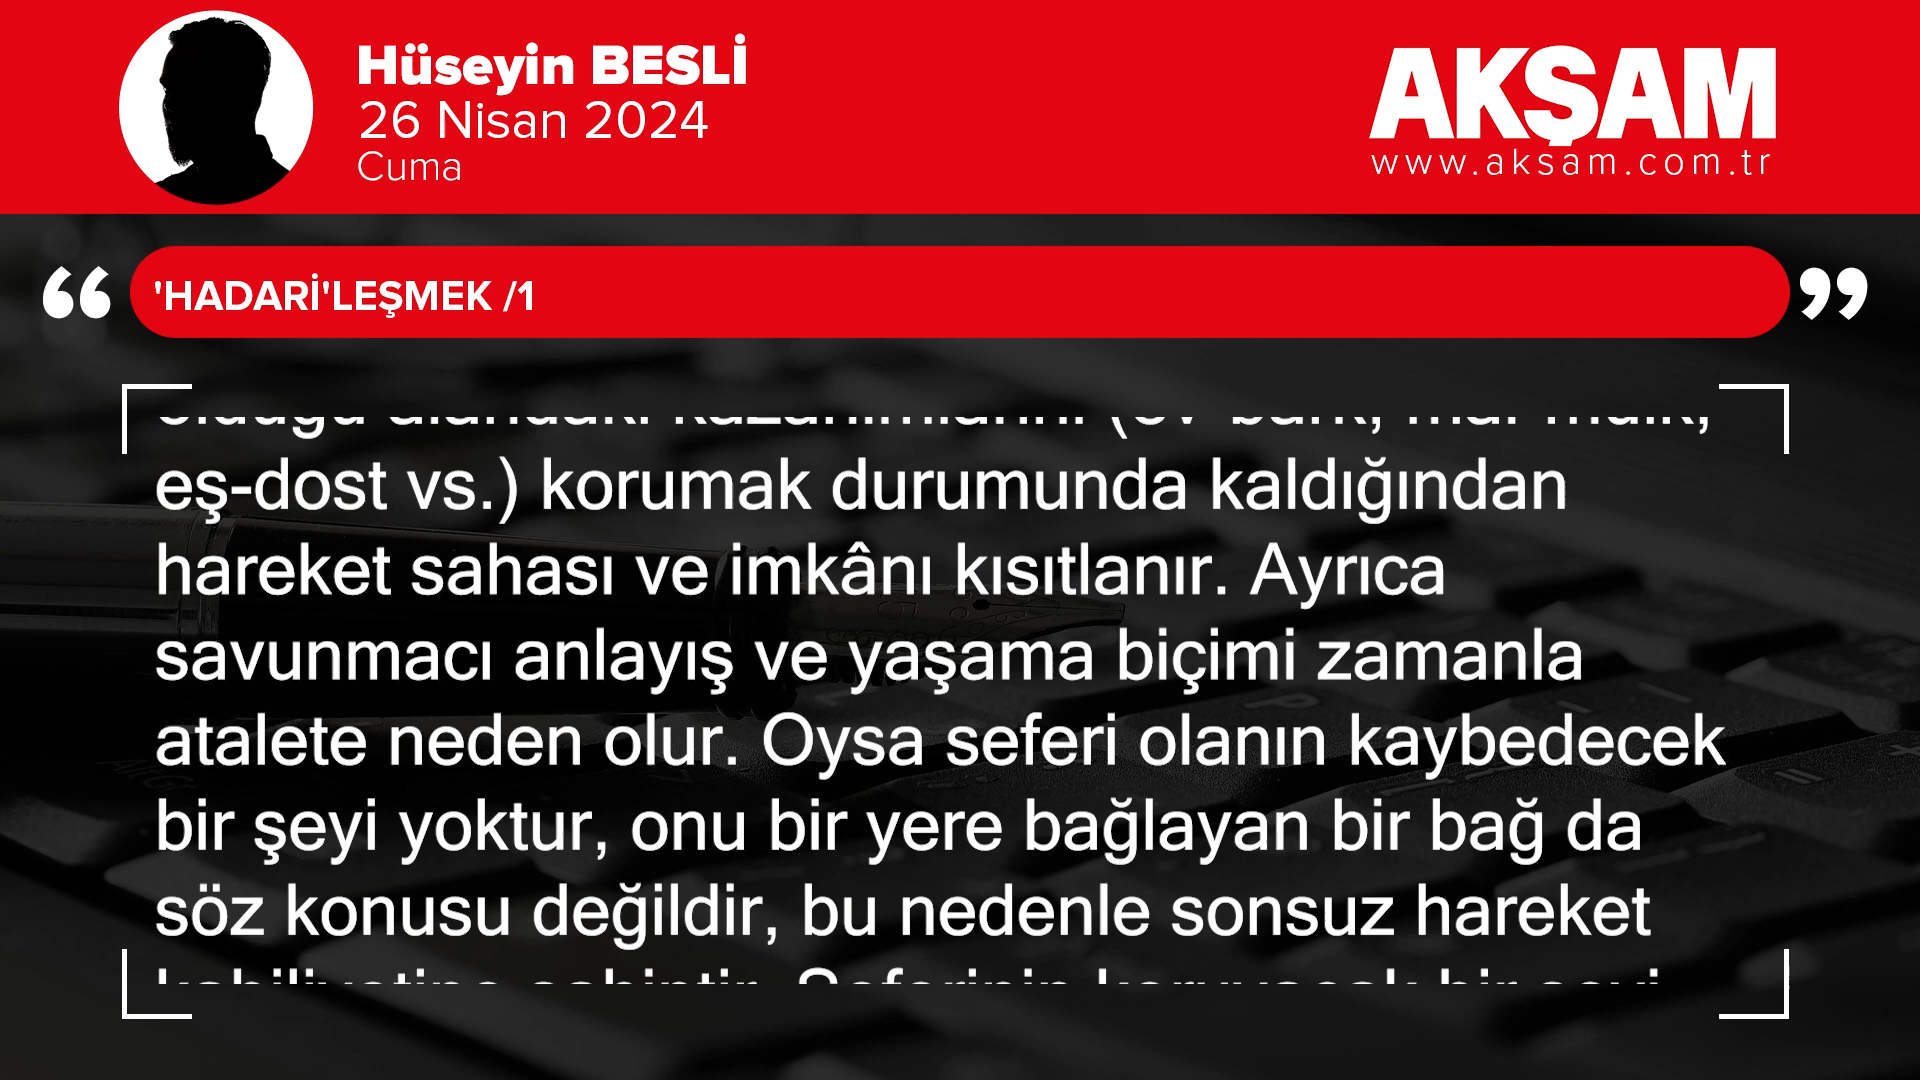 Hüseyin BESLİ
26 Nisan 2024
Cuma
AKŞAM
www.aksam.com.tr
“ 'HADARİ'LEŞMEK /1 ”
eş-dost vs.) korumak durumunda kaldığından
hareket sahası ve imkânı kısıtlanır. Ayrıca
savunmacı anlayış ve yaşama biçimi zamanla
atalete neden olur. Oysa seferi olanın kaybedecek
bir şeyi yoktur, onu bir yere bağlayan bir bağ da
söz konusu değildir, bu nedenle sonsuz hareket